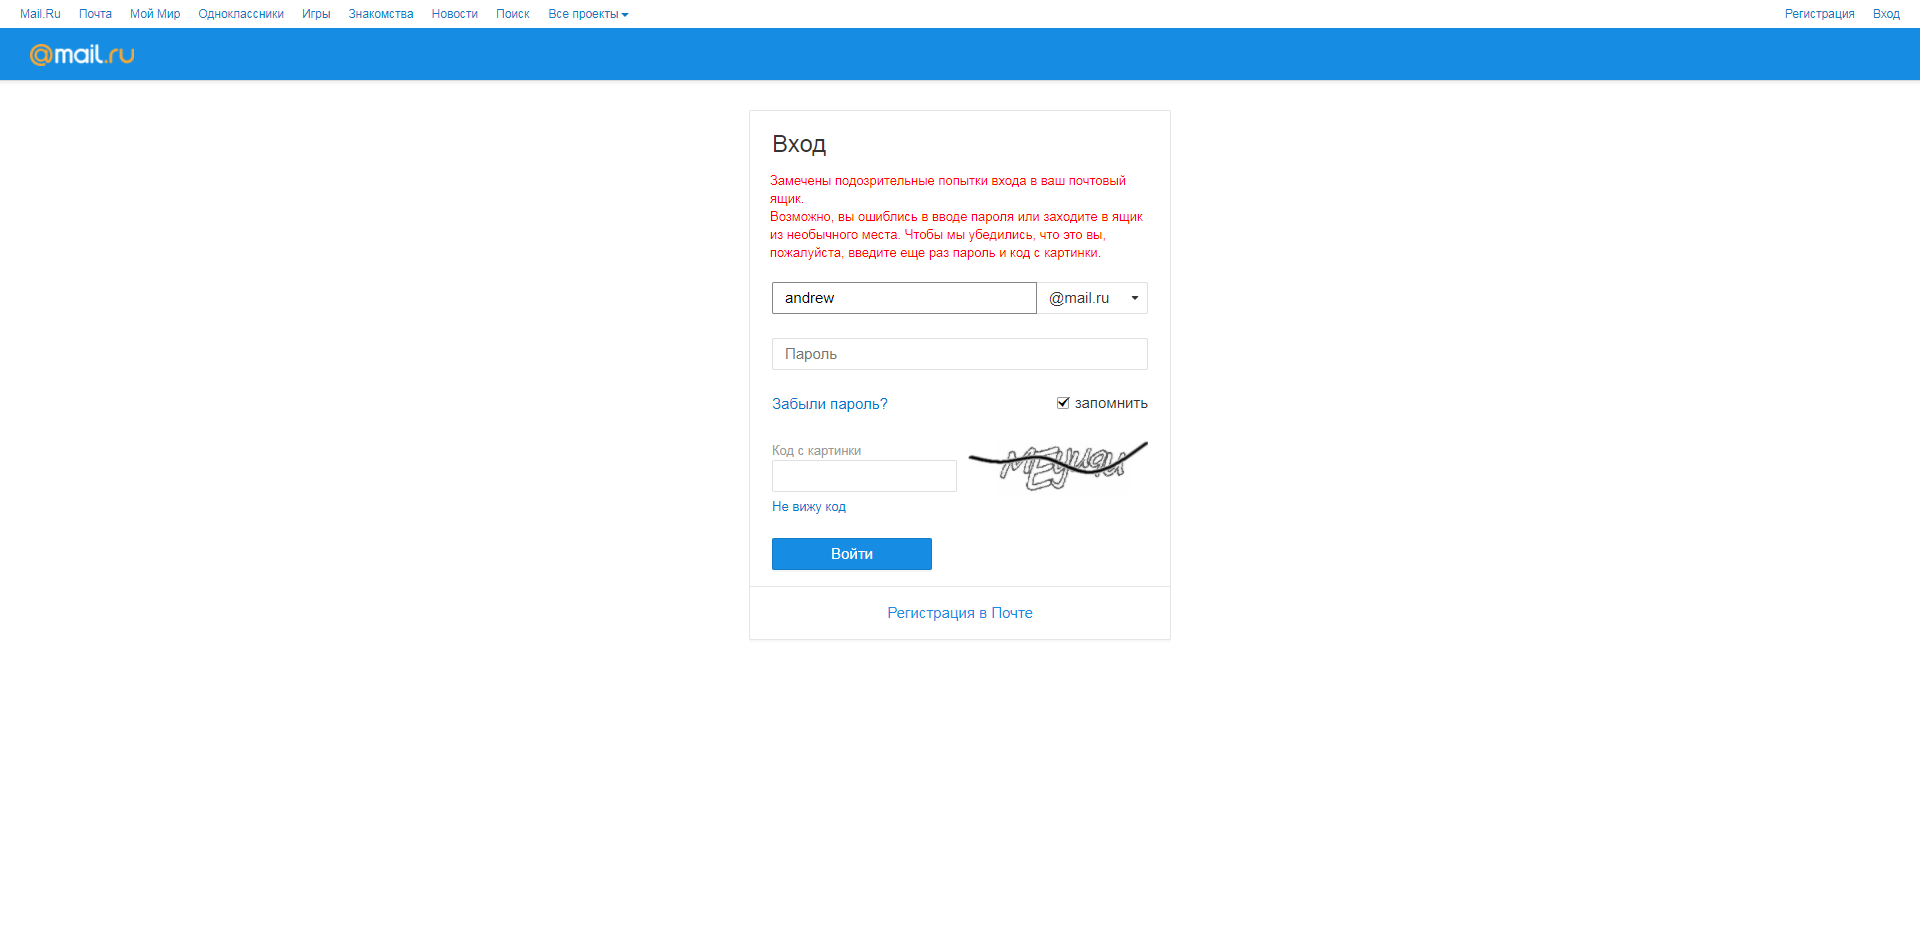 Mail.Ru Почта Мой Мир Одноклассники Игры Знакомства Новости Поиск Все проекты Регистрация Вход
@mail.ru
Вход
Замечены подозрительные попытки входа в ваш почтовый
ящик.
Возможно, вы ошиблись в вводе пароля или заходите в ящик
из необычного места. Чтобы мы убедились, что это вы,
пожалуйста, введите еще раз пароль и код с картинки.
andrew @mail.ru
Пароль
Забыли пароль? запомнить
Код с картинки
Не вижу код
Войти
Регистрация в Почте